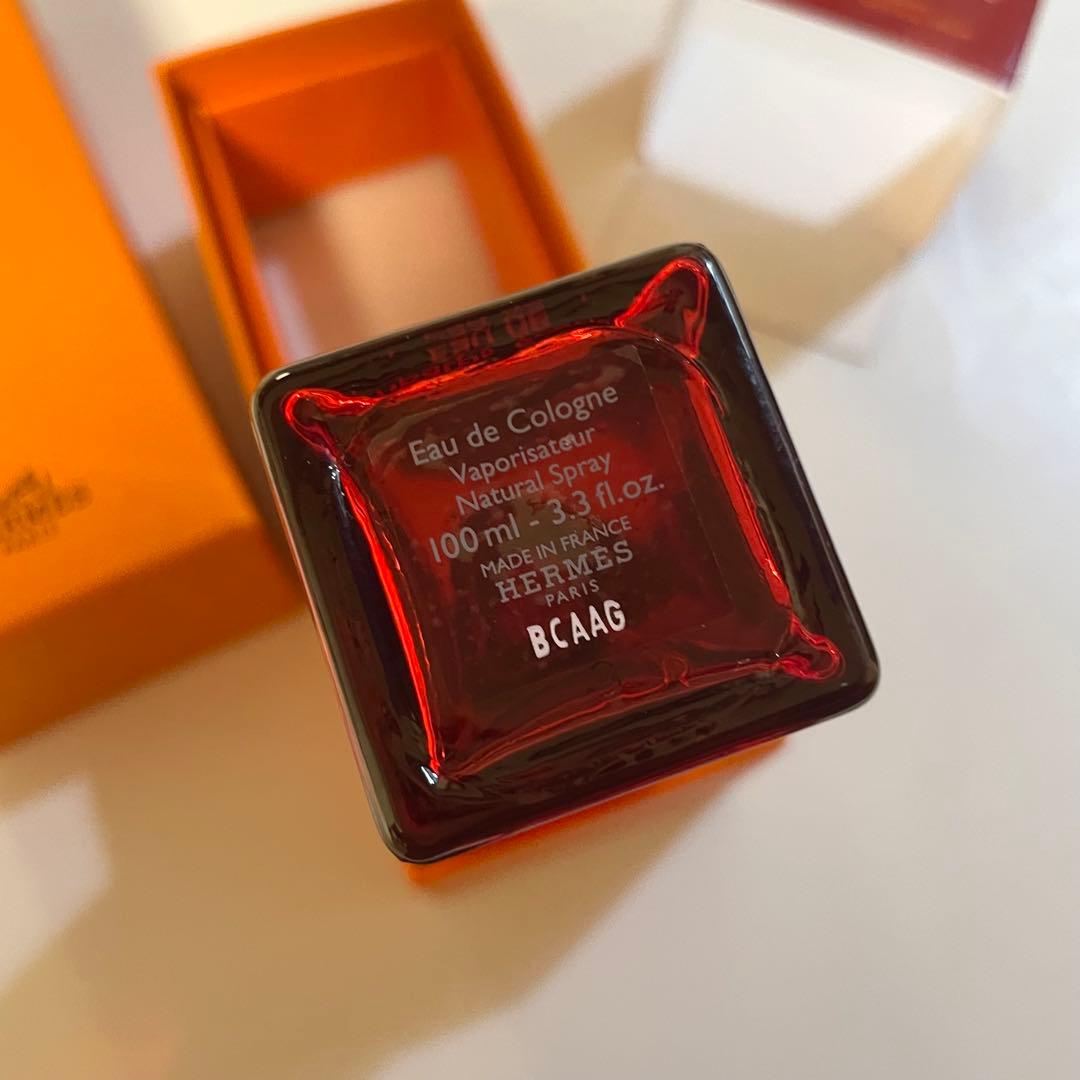 Eau de Cologne
Vaporisateur
Natural Spray
100 ml - 3.3 fl.oz.
MADE IN FRANCE
HERMÈS
PARIS
BCAAG